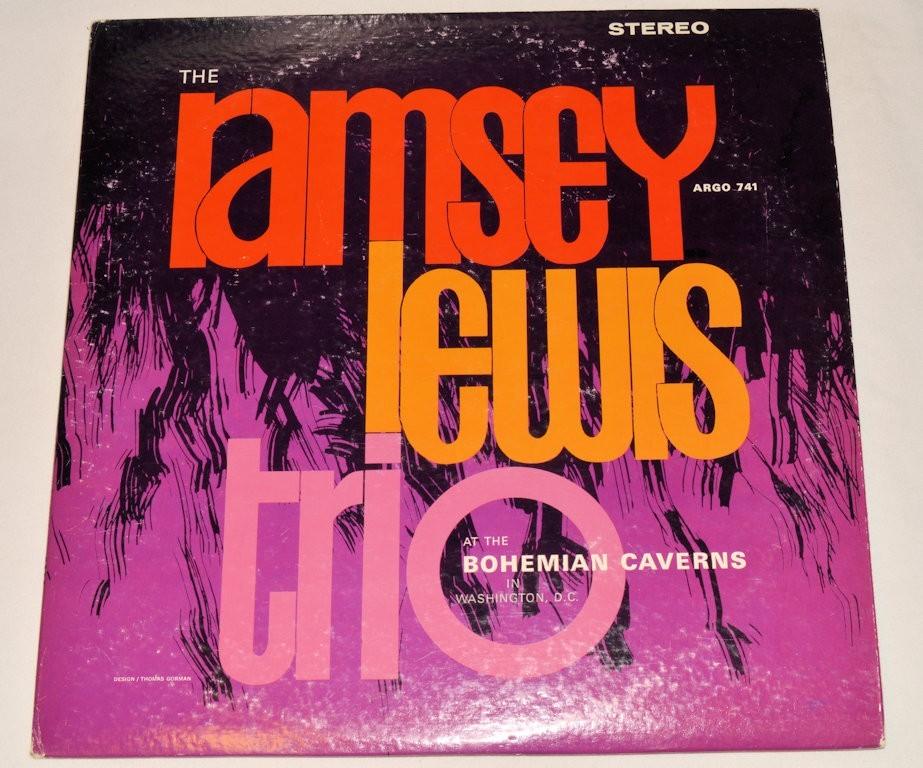 STEREO
THE
ramsey
ARGO 741
lewis
trio
AT THE
BOHEMIAN CAVERNS
IN
WASHINGTON, D.C.
DESIGN / THOMAS GORMAN